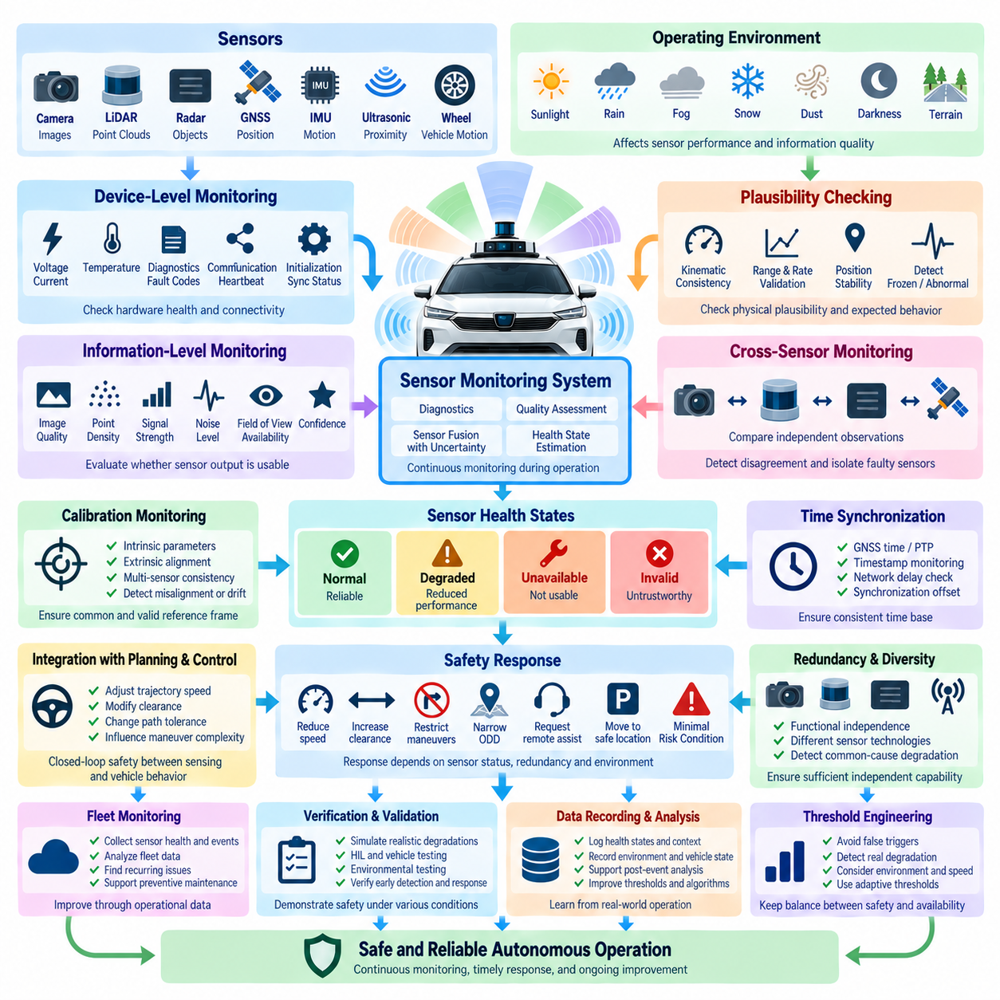 Sensors
Camera
Images
LiDAR
Point Clouds
Radar
Objects
GNSS
Position
IMU
IMU
Motion
Ultrasonic
Proximity
Wheel
Vehicle Motion
Operating Environment
Sunlight
Rain
Fog
Snow
Dust
Darkness
Terrain
Affects sensor performance and information quality
Device-Level Monitoring
Voltage
Current
Temperature
Diagnostics
Fault Codes
Communication
Heartbeat
Initialization
Sync Status
Check hardware health and connectivity
Plausibility Checking
Kinematic
Consistency
Range & Rate
Validation
Position
Stability
Detect
Frozen / Abnormal
Check physical plausibility and expected behavior
Information-Level Monitoring
Image
Quality
Point
Density
Signal
Strength
Noise
Level
Field of View
Availability
Confidence
Evaluate whether sensor output is usable
Sensor Monitoring System
Diagnostics
Quality Assessment
Sensor Fusion
with Uncertainty
Health State
Estimation
Continuous monitoring during operation
Cross-Sensor Monitoring
Compare independent observations
Detect disagreement and isolate faulty sensors
Calibration Monitoring
Intrinsic parameters
Extrinsic alignment
Multi-sensor consistency
Detect misalignment or drift
Ensure common and valid reference frame
Sensor Health States
Normal
Reliable
Degraded
Reduced
performance
Unavailable
Not usable
Invalid
Untrustworthy
Time Synchronization
GNSS time / PTP
Timestamp monitoring
Network delay check
Synchronization offset
Ensure consistent time base
Integration with Planning & Control
Adjust trajectory speed
Modify clearance
Change path tolerance
Influence maneuver complexity
Closed-loop safety between sensing
and vehicle behavior
Safety Response
Reduce
speed
Increase
clearance
Restrict
maneuvers
Narrow
ODD
Request
remote assist
P
Move to
safe location
Minimal
Risk Condition
Response depends on sensor status, redundancy and environment
Redundancy & Diversity
Functional independence
Different sensor technologies
Detect common-cause degradation
Ensure sufficient independent capability
Fleet Monitoring
Collect sensor health and events
Analyze fleet data
Find recurring issues
Support preventive maintenance
Improve through operational data
Verification & Validation
Simulate realistic degradations
HIL and vehicle testing
Environmental testing
Verify early detection and response
Demonstrate safety under various conditions
Data Recording & Analysis
Log health states and context
Record environment and vehicle state
Support post-event analysis
Improve thresholds and algorithms
Learn from real-world operation
Threshold Engineering
Avoid false triggers
Detect real degradation
Consider environment and speed
Use adaptive thresholds
Keep balance between safety and availability
Safe and Reliable Autonomous Operation
Continuous monitoring, timely response, and ongoing improvement